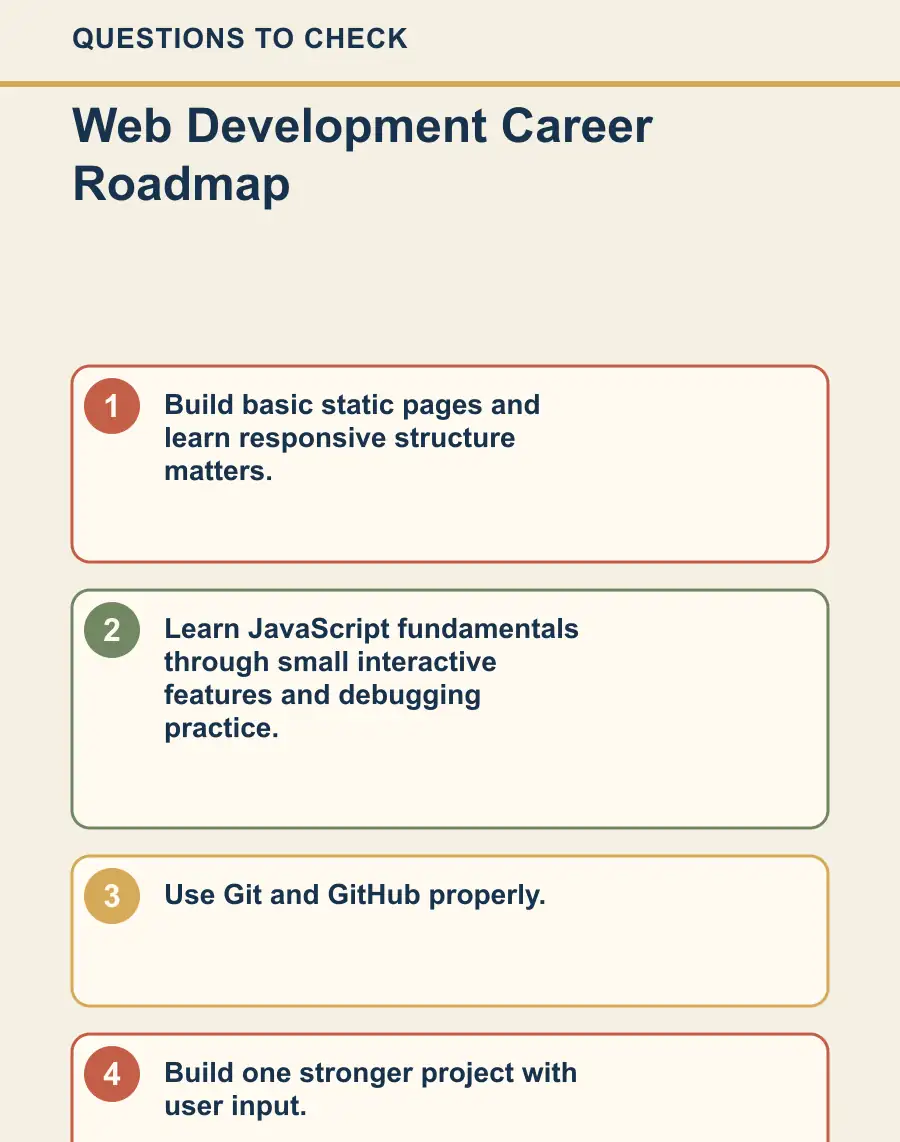 QUESTIONS TO CHECK
Web Development Career
Roadmap
1
Build basic static pages and
learn responsive structure
matters.
2
Learn JavaScript fundamentals
through small interactive
features and debugging
practice.
3
Use Git and GitHub properly.
4
Build one stronger project with
user input.